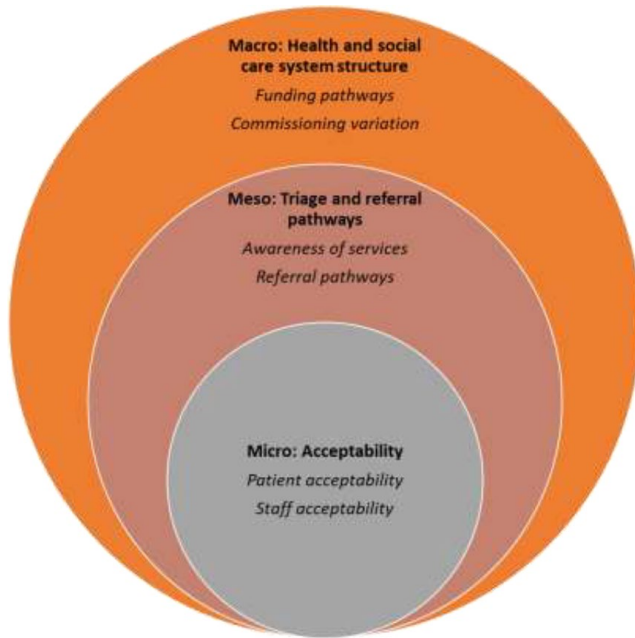 Macro: Health and social
care system structure
Funding pathways
Commissioning variation
Meso: Triage and referral
pathways
Awareness of services
Referral pathways
Micro: Acceptability
Patient acceptability
Staff acceptability